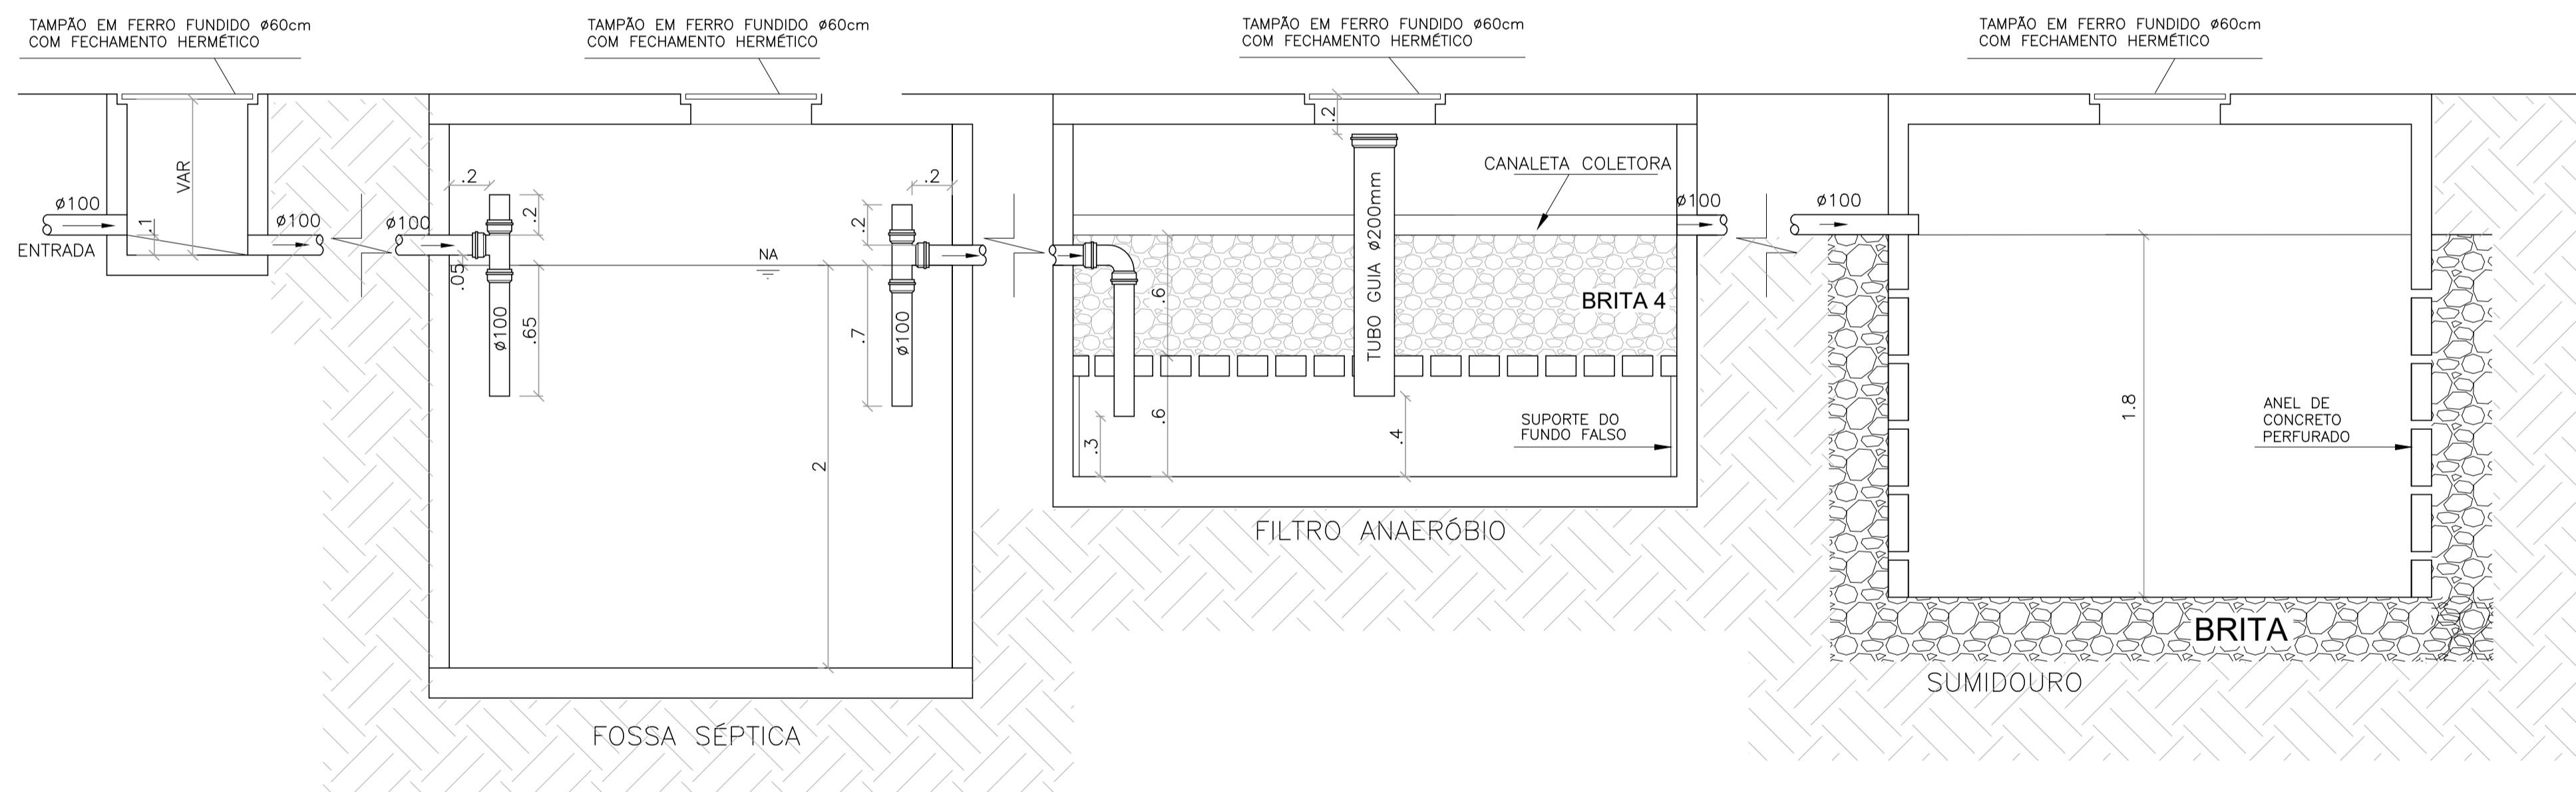 TAMPÃO EM FERRO FUNDIDO ø60cm
COM FECHAMENTO HERMÉTICO
VAR
.1
ø100
ENTRADA
ø100
TAMPÃO EM FERRO FUNDIDO ø60cm
COM FECHAMENTO HERMÉTICO
ø100
.2
.2
.05
ø100
.65
NA
2
.2
.2
.7
ø100
FOSSA SÉPTICA
TAMPÃO EM FERRO FUNDIDO ø60cm
COM FECHAMENTO HERMÉTICO
.2
TUBO GUIA ø200mm
CANALETA COLETORA
ø100
BRITA 4
.6
.6
.3
.4
SUPORTE DO
FUNDO FALSO
FILTRO ANAERÓBIO
TAMPÃO EM FERRO FUNDIDO ø60cm
COM FECHAMENTO HERMÉTICO
ø100
1.8
ANEL DE
CONCRETO
PERFURADO
BRITA
SUMIDOURO